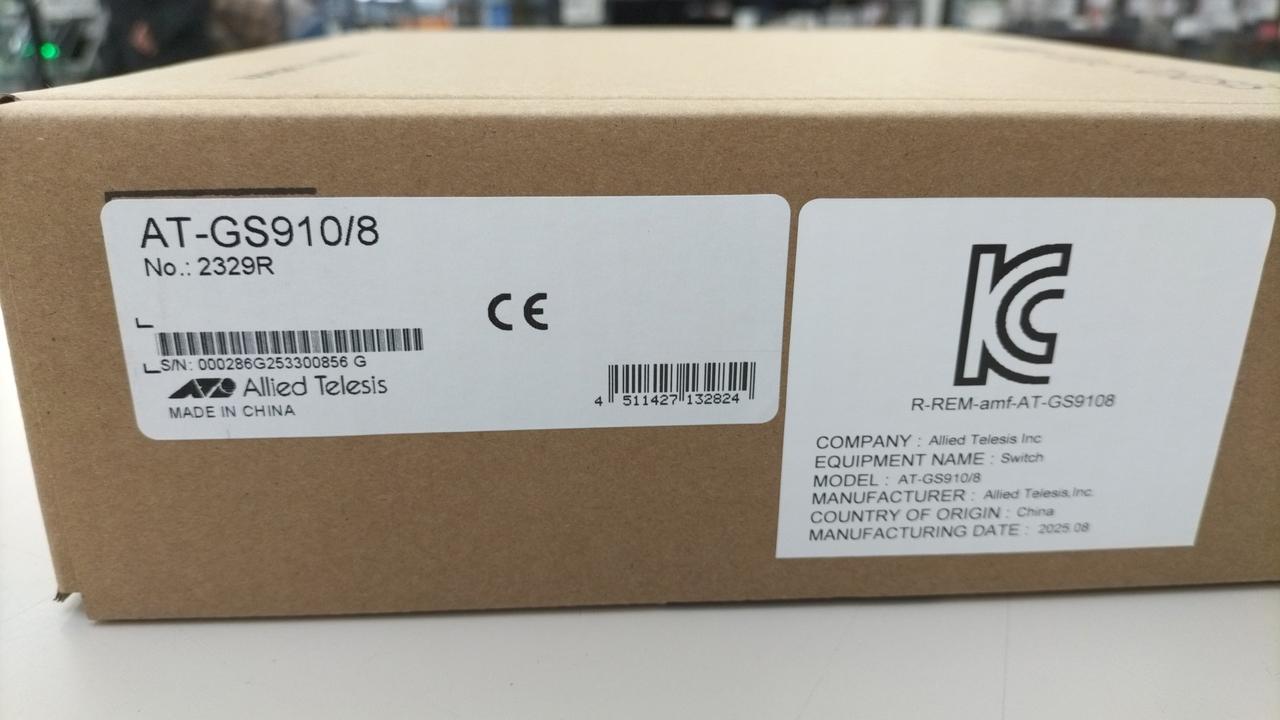 AT-GS910/8
No.: 2329R
CE
S/N: 000286G253300856 G
Allied Telesis
MADE IN CHINA
4 511427 132824
KC
R-REM-amf-AT-GS9108
COMPANY : Allied Telesis Inc
EQUIPMENT NAME : Switch
MODEL : AT-GS910/8
MANUFACTURER : Allied Telesis,Inc.
COUNTRY OF ORIGIN : China
MANUFACTURING DATE : 2025.08